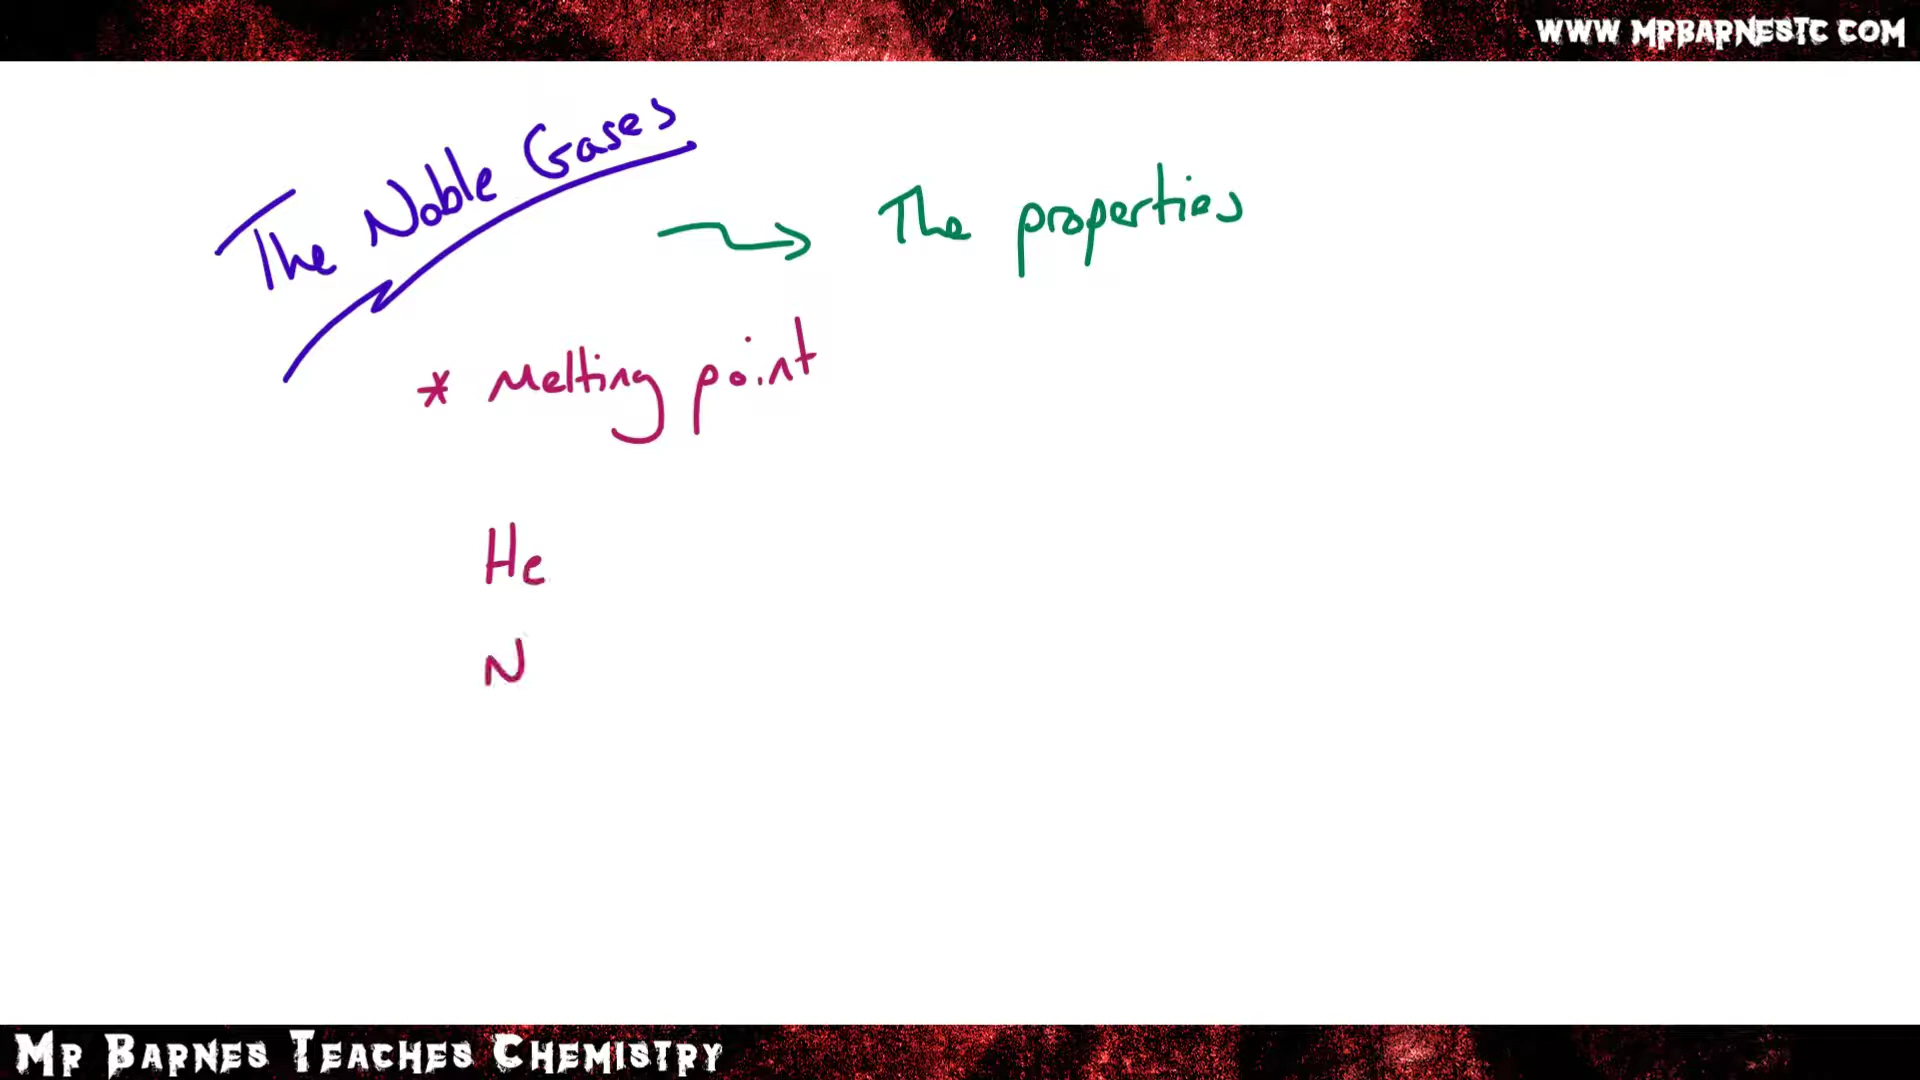 WWW MRBARNESTC COM
The Noble Gases
The properties
* Melting point
He
N
MR BARNES TEACHES CHEMISTRY